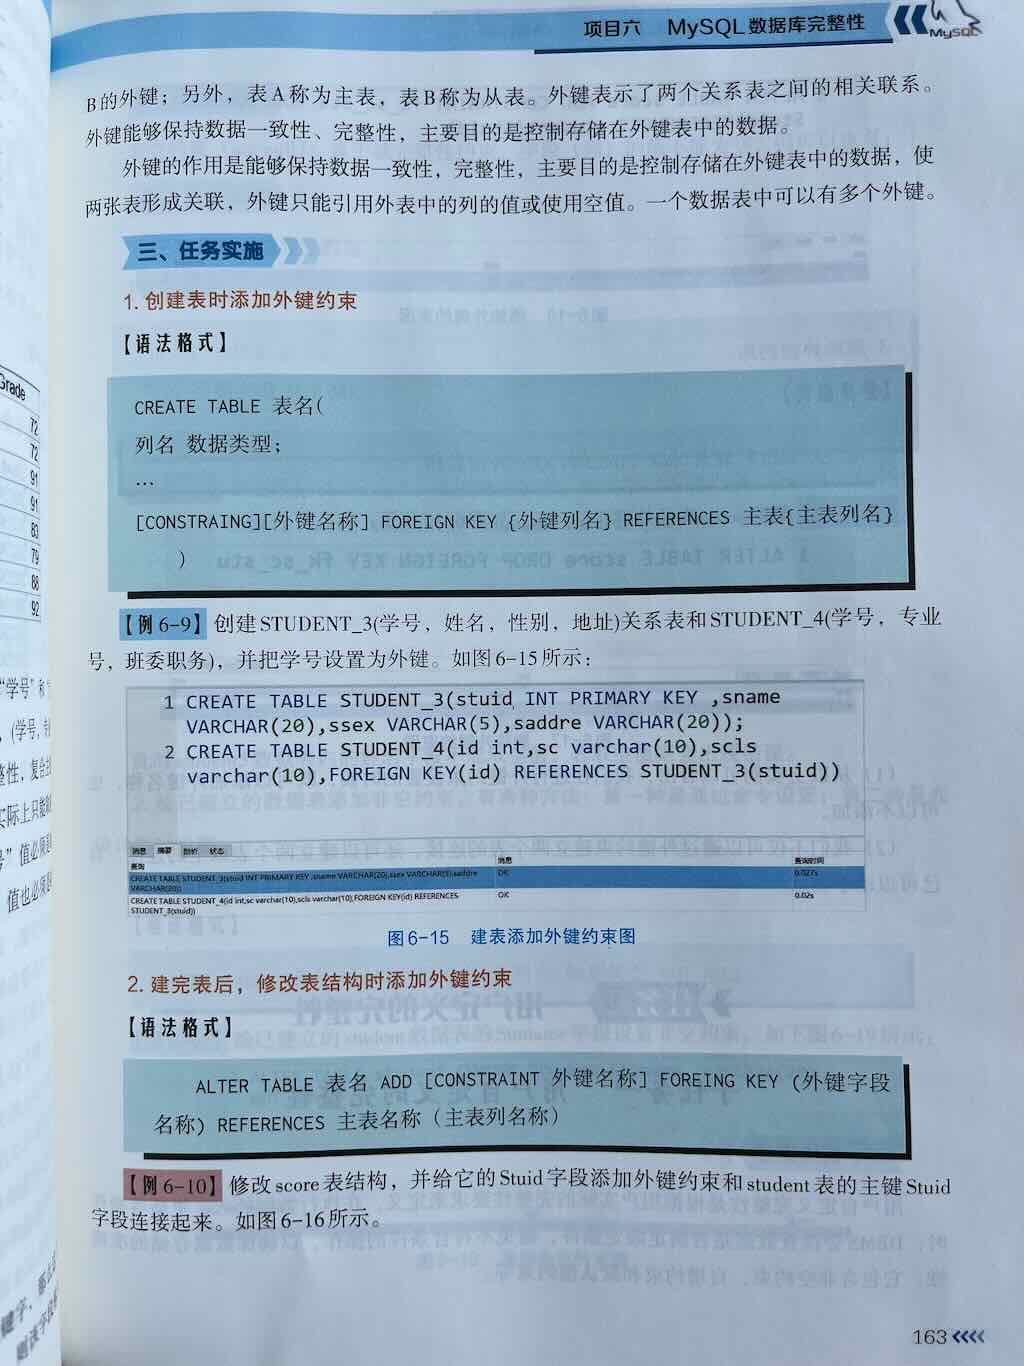 项目六 MySQL数据库完整性
MySQL
B的外键；另外，表A称为主表，表B称为从表。外键表示了两个关系表之间的相关联系。
外键能够保持数据一致性、完整性，主要目的是控制存储在外键表中的数据。
外键的作用是能够保持数据一致性，完整性，主要目的是控制存储在外键表中的数据，使
两张表形成关联，外键只能引用外表中的列的值或使用空值。一个数据表中可以有多个外键。
三、任务实施
1. 创建表时添加外键约束
【语法格式】
CREATE TABLE 表名(
列名 数据类型；
…
[CONSTRAING][外键名称] FOREIGN KEY {外键列名} REFERENCES 主表{主表列名}
)
【例 6-9】 创建STUDENT_3(学号，姓名，性别，地址)关系表和STUDENT_4(学号，专业
号，班委职务)，并把学号设置为外键。如图6-15所示：
1 CREATE TABLE STUDENT_3(stuid INT PRIMARY KEY ,sname
VARCHAR(20),ssex VARCHAR(5),saddre VARCHAR(20));
2 CREATE TABLE STUDENT_4(id int,sc varchar(10),scls
varchar(10),FOREIGN KEY(id) REFERENCES STUDENT_3(stuid))
消息 摘要 剖析 状态
查询 消息 查询时间
CREATE TABLE STUDENT_3(stuid INT PRIMARY KEY ,sname VARCHAR(20),ssex VARCHAR(5),saddre OK 0.027s
VARCHAR(20))
CREATE TABLE STUDENT_4(id int,sc varchar(10),scls varchar(10),FOREIGN KEY(id) REFERENCES OK 0.02s
STUDENT_3(stuid))
图6-15 建表添加外键约束图
2. 建完表后，修改表结构时添加外键约束
【语法格式】
ALTER TABLE 表名 ADD [CONSTRAINT 外键名称] FOREING KEY (外键字段
名称) REFERENCES 主表名称（主表列名称）
【例 6-10】 修改score表结构，并给它的Stuid字段添加外键约束和student表的主键Stuid
字段连接起来。如图6-16所示。
163
Grade
72
72
91
91
83
79
88
92